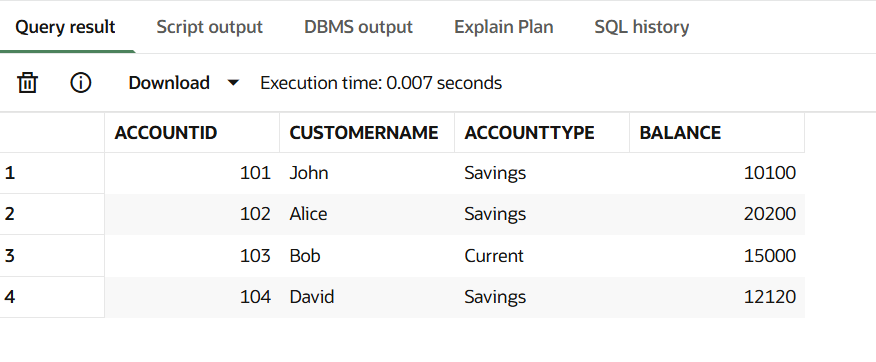 Query result Script output DBMS output Explain Plan SQL history
Download Execution time: 0.007 seconds
ACCOUNTID CUSTOMERNAME ACCOUNTTYPE BALANCE
1 101 John Savings 10100
2 102 Alice Savings 20200
3 103 Bob Current 15000
4 104 David Savings 12120